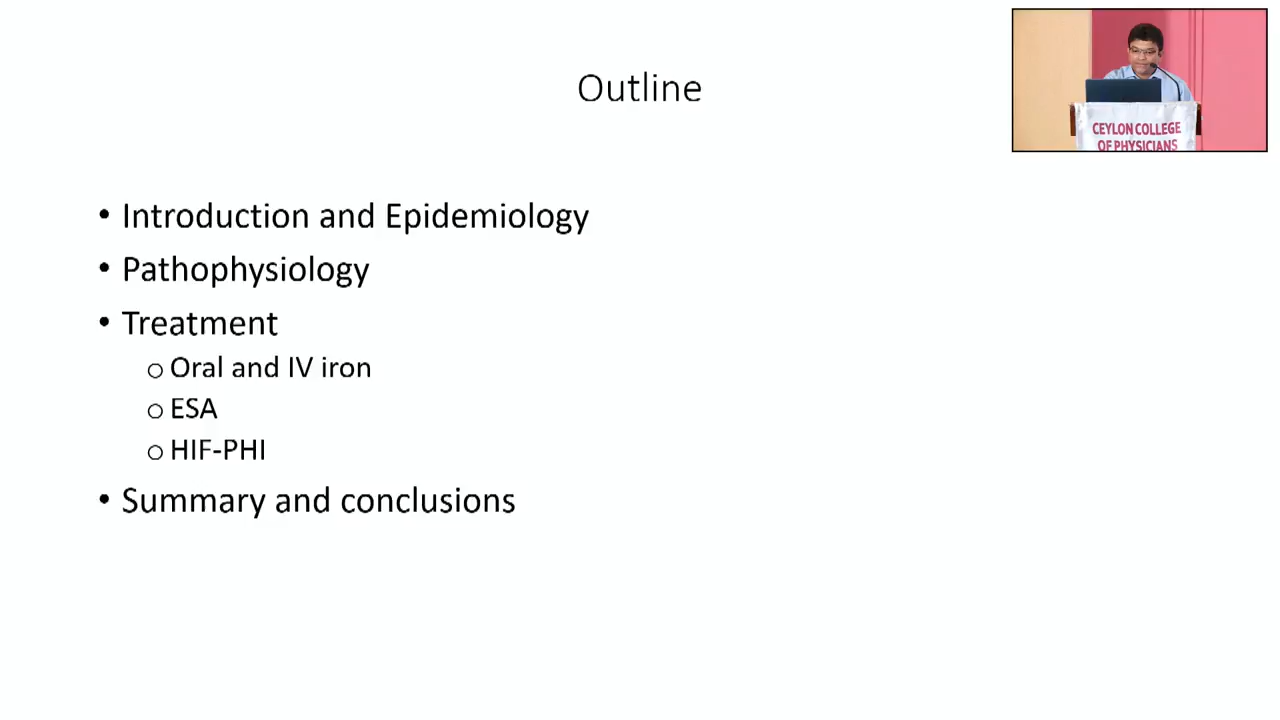 Outline
• Introduction and Epidemiology
• Pathophysiology
• Treatment
o Oral and IV iron
o ESA
o HIF-PHI
• Summary and conclusions
CEYLON COLLEGE
OF PHYSICIANS